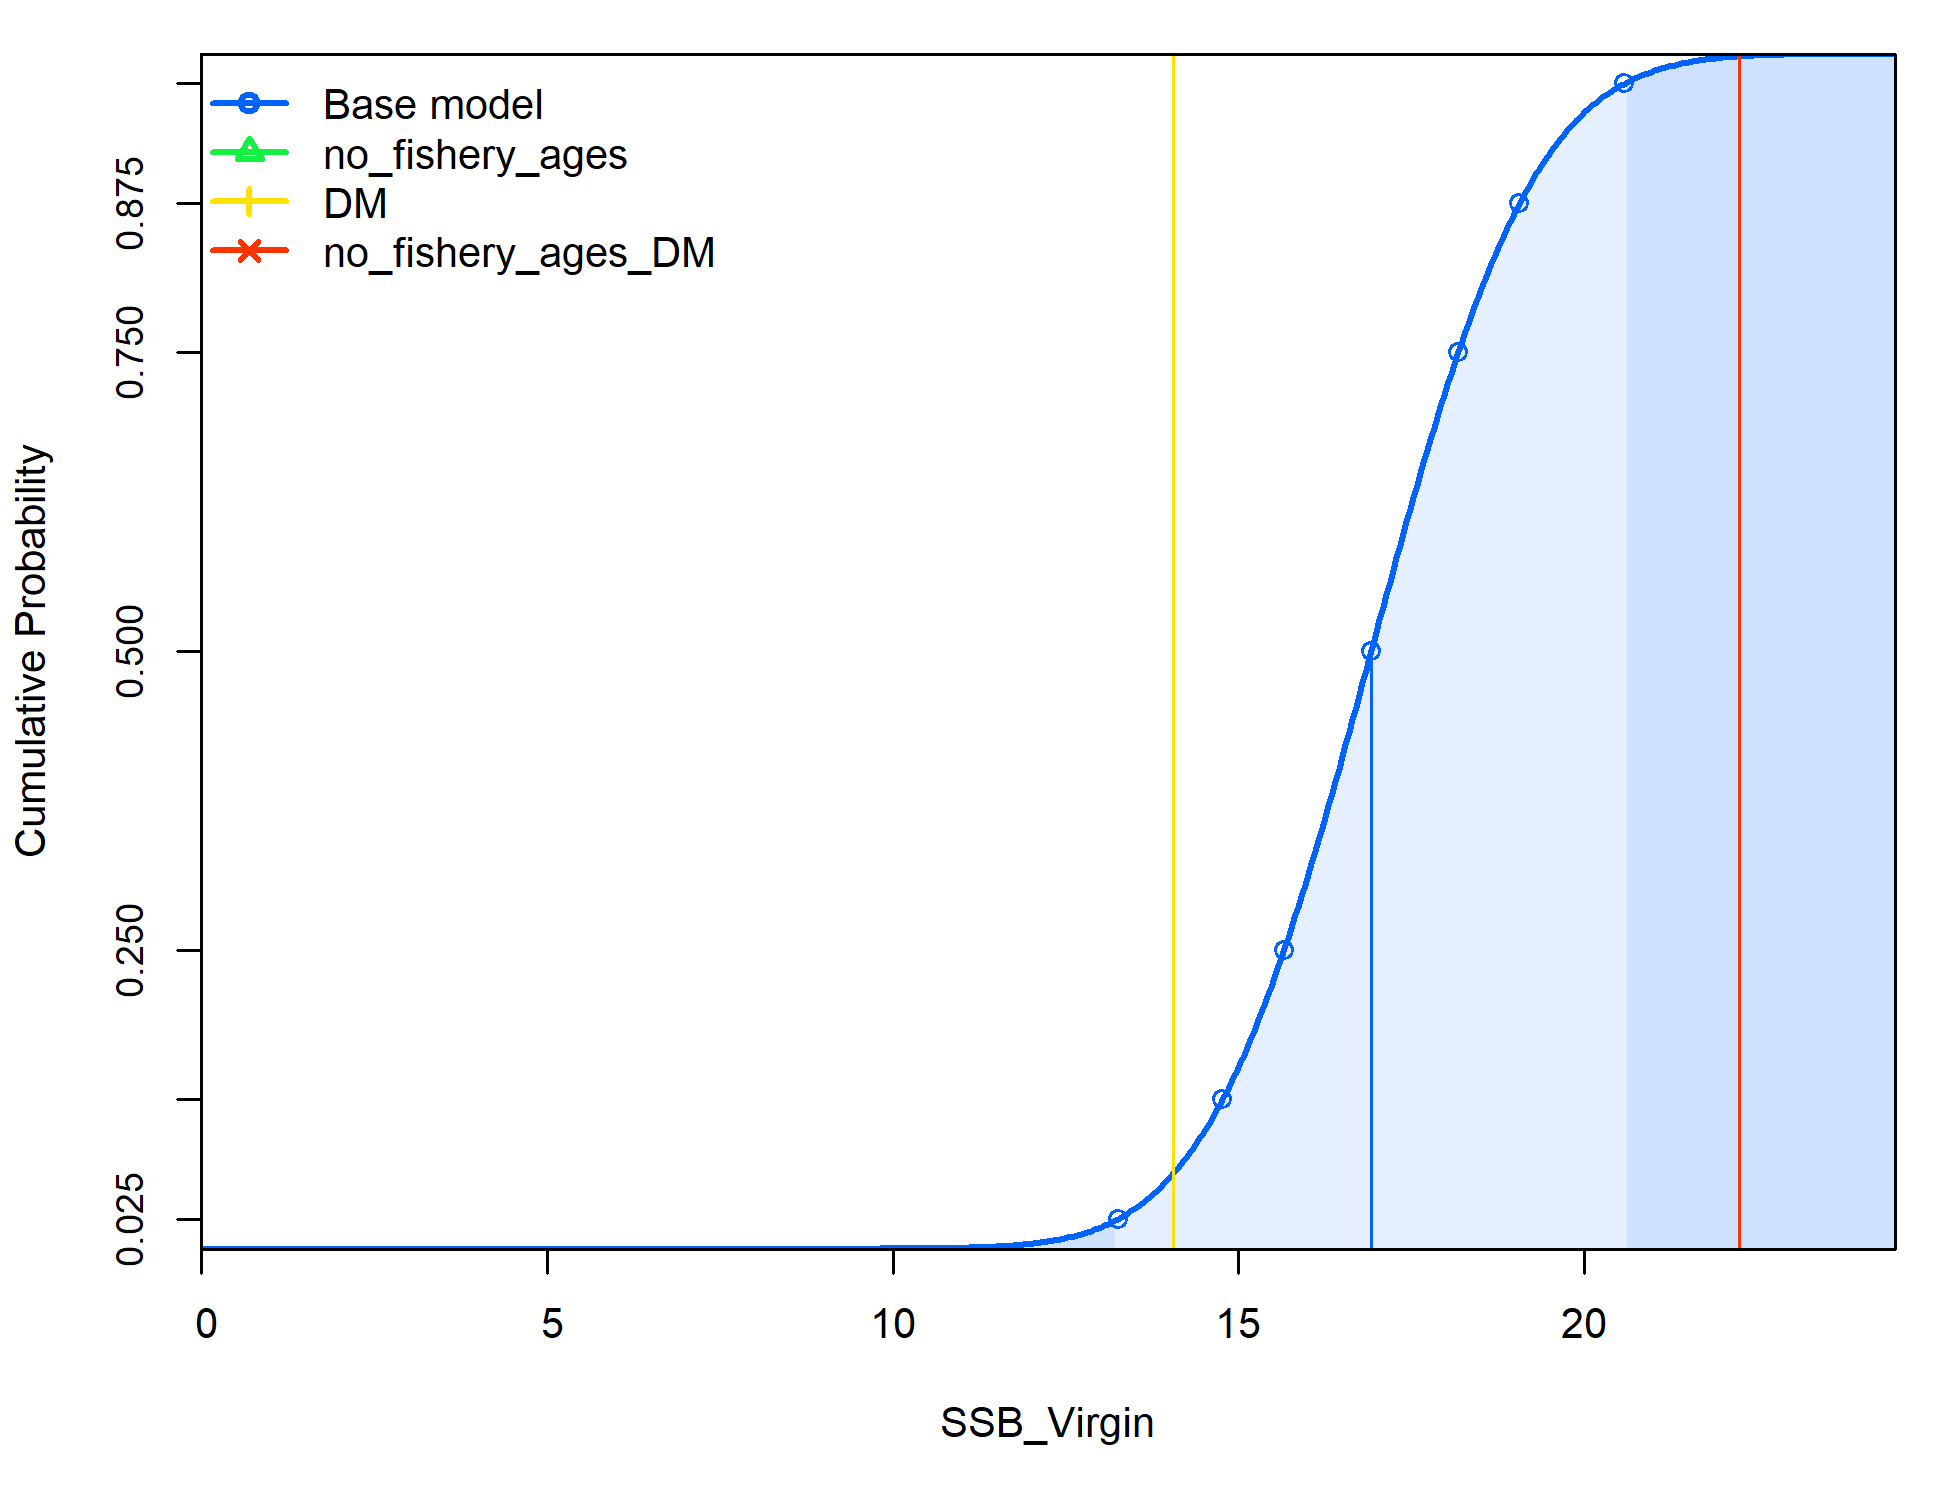 Base model
no_fishery_ages
DM
no_fishery_ages_DM
Cumulative Probability
0.875
0.750
0.500
0.250
0.025
0 5 10 15 20
SSB_Virgin